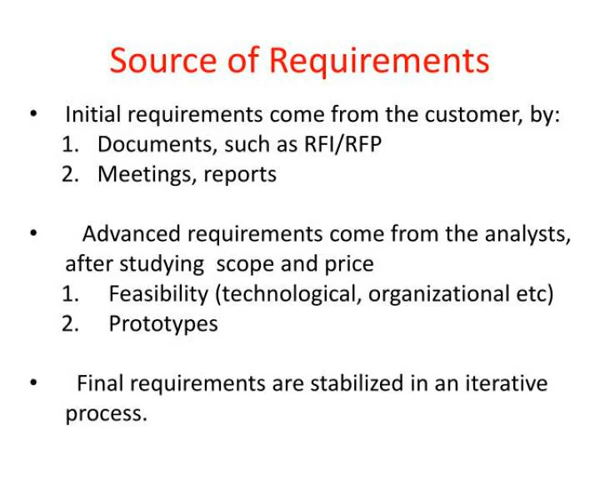 Source of Requirements
• Initial requirements come from the customer, by:
1. Documents, such as RFI/RFP
2. Meetings, reports
• Advanced requirements come from the analysts,
after studying scope and price
1. Feasibility (technological, organizational etc)
2. Prototypes
• Final requirements are stabilized in an iterative
process.